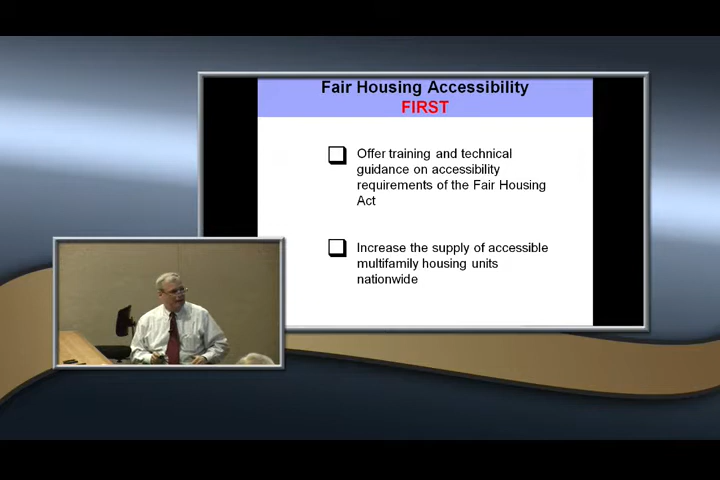 Fair Housing Accessibility
FIRST
Offer training and technical
guidance on accessibility
requirements of the Fair Housing
Act
Increase the supply of accessible
multifamily housing units
nationwide